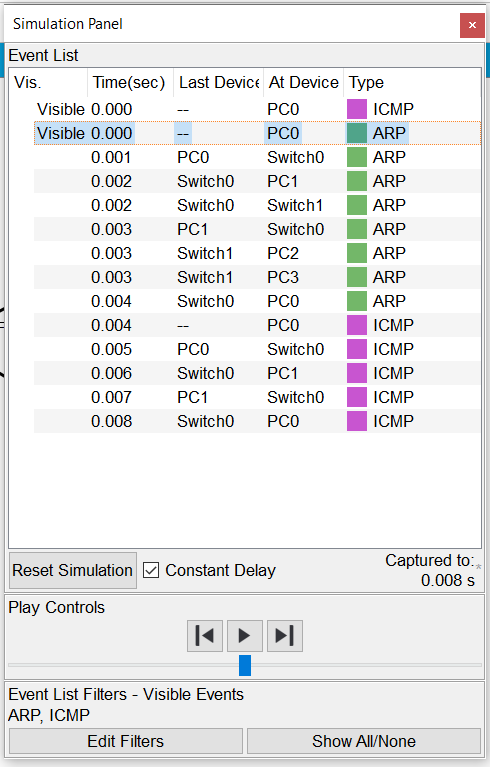 Simulation Panel
Event List
Vis. Time(sec) Last Device At Device Type
Visible 0.000 -- PC0 ICMP
Visible 0.000 -- PC0 ARP
0.001 PC0 Switch0 ARP
0.002 Switch0 PC1 ARP
0.002 Switch0 Switch1 ARP
0.003 PC1 Switch0 ARP
0.003 Switch1 PC2 ARP
0.003 Switch1 PC3 ARP
0.004 Switch0 PC0 ARP
0.004 -- PC0 ICMP
0.005 PC0 Switch0 ICMP
0.006 Switch0 PC1 ICMP
0.007 PC1 Switch0 ICMP
0.008 Switch0 PC0 ICMP
Reset Simulation Constant Delay Captured to:*
0.008 s
Play Controls
Event List Filters - Visible Events
ARP, ICMP
Edit Filters Show All/None